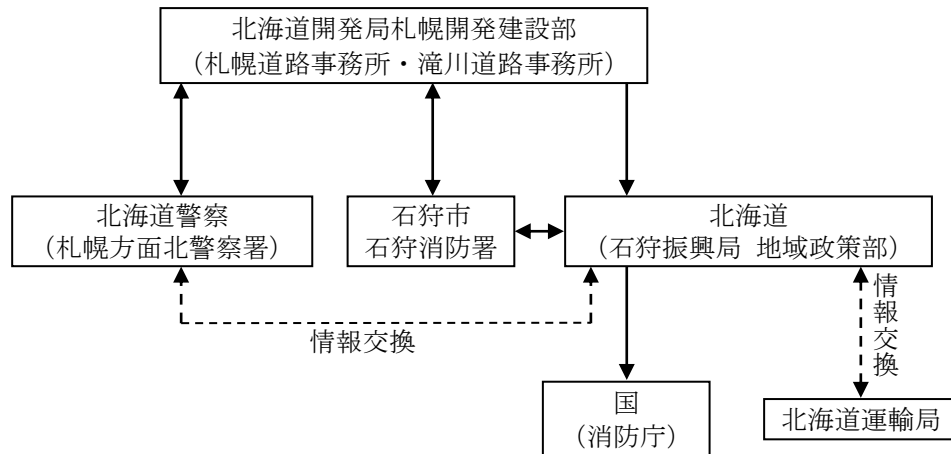 北海道開発局札幌開発建設部
（札幌道路事務所・滝川道路事務所）
北海道警察
（札幌方面北警察署）
石狩市
石狩消防署
北海道
（石狩振興局 地域政策部）
情報交換
情報交換
国
（消防庁）
北海道運輸局